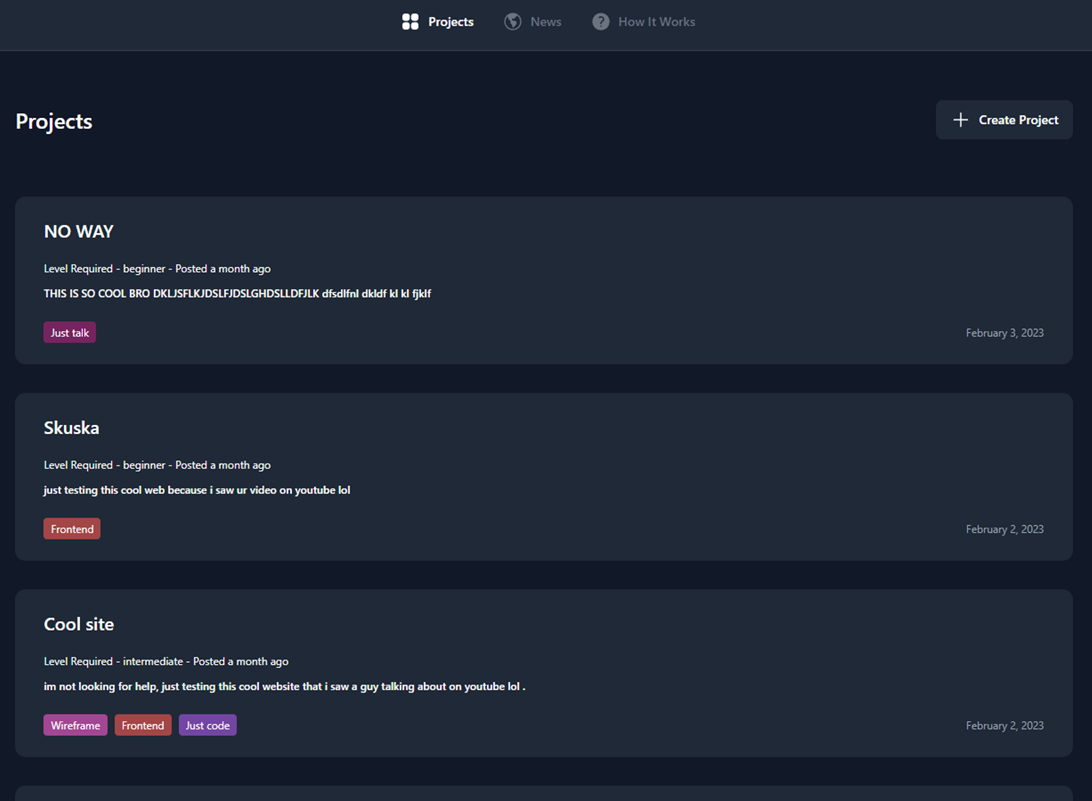 Projects News How It Works
Projects
Create Project
NO WAY
Level Required - beginner - Posted a month ago
THIS IS SO COOL BRO DKLJSFLKJDSLFJDSLGHDSLLDFJLK dfsdlfnl dkldf kl kl fjklf
Just talk February 3, 2023
Skuska
Level Required - beginner - Posted a month ago
just testing this cool web because i saw ur video on youtube lol
Frontend February 2, 2023
Cool site
Level Required - intermediate - Posted a month ago
im not looking for help, just testing this cool website that i saw a guy talking about on youtube lol .
Wireframe Frontend Just code February 2, 2023